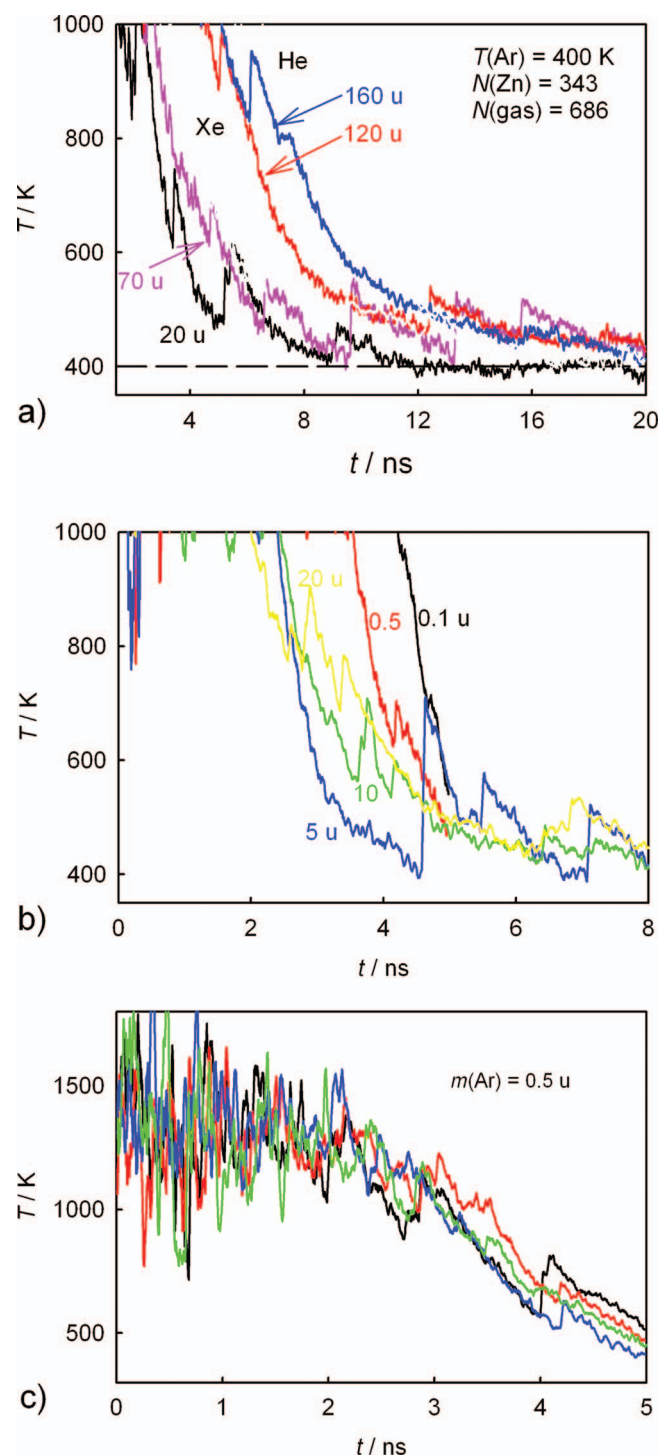 1000
800
600
400
T / K
He
Xe
160 u
120 u
70 u
20 u
T(Ar) = 400 K
N(Zn) = 343
N(gas) = 686
4
8
12
16
20
t / ns
a)
1000
800
600
400
T / K
20 u
0.5
0.1 u
10
5 u
0
2
4
6
8
t / ns
b)
1500
1000
500
T / K
m(Ar) = 0.5 u
0
1
2
3
4
5
t / ns
c)